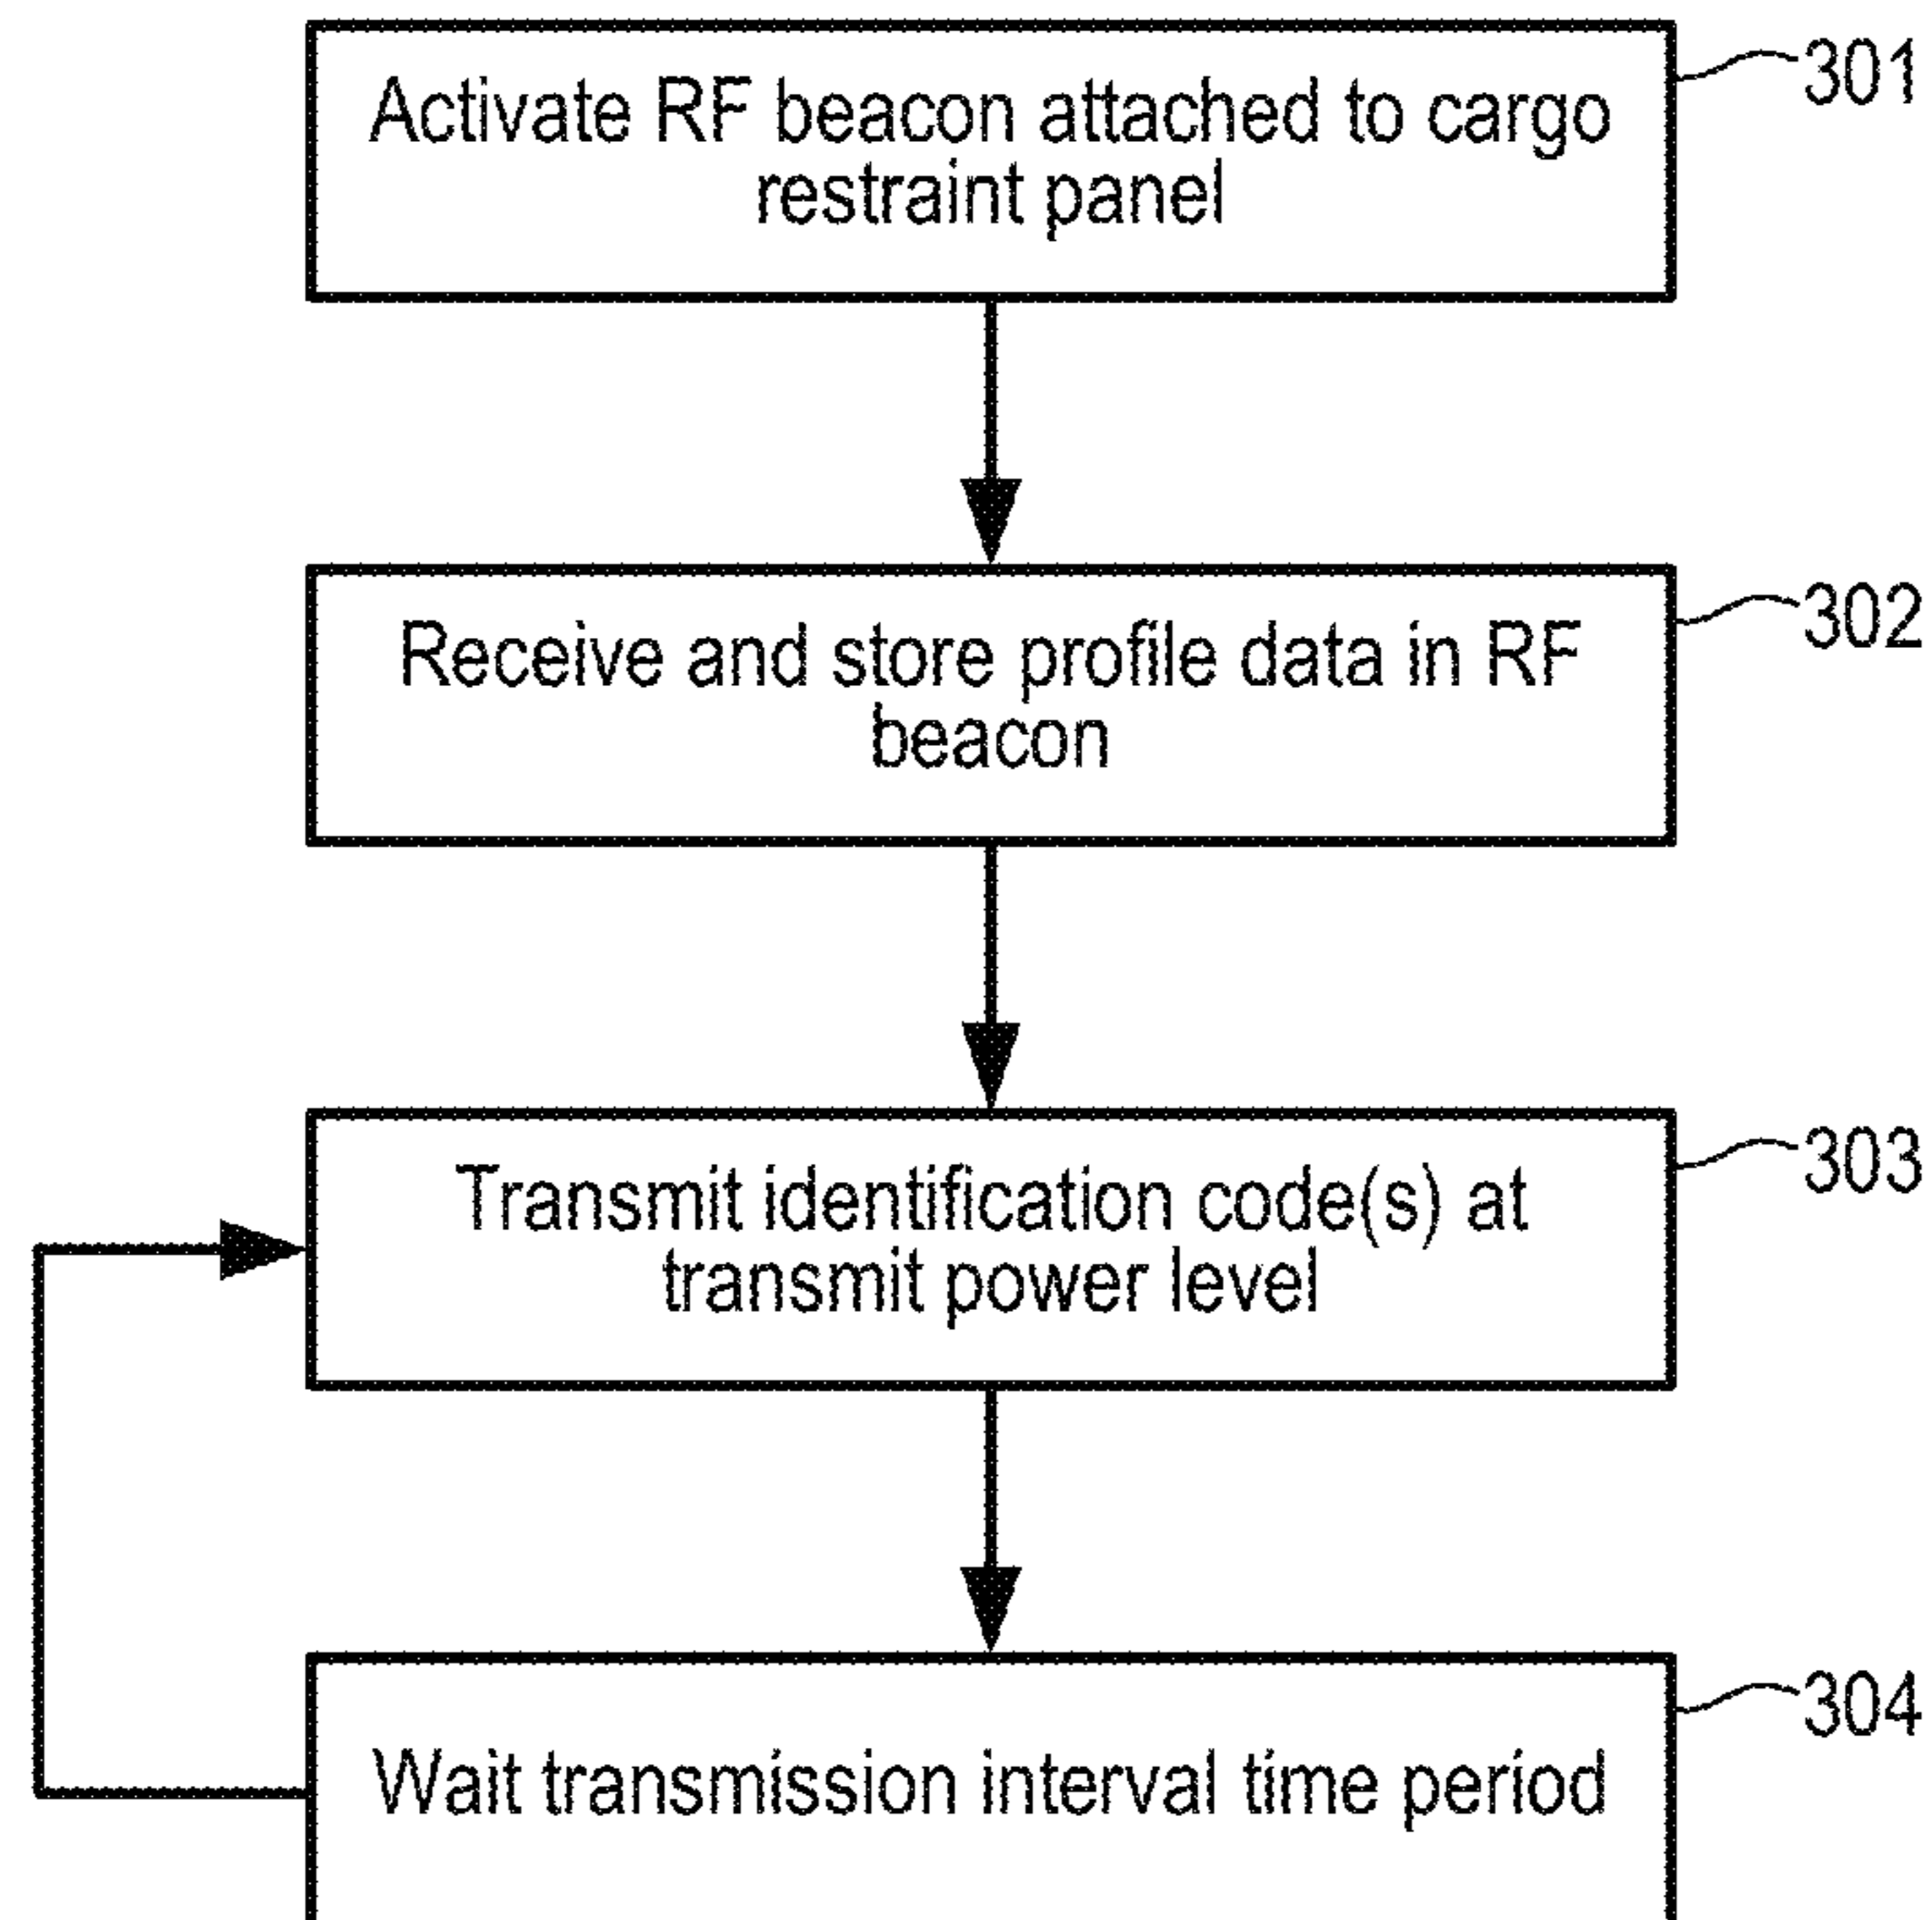 Activate RF beacon attached to cargo
restraint panel
301
Receive and store profile data in RF
beacon
302
Transmit identification code(s) at
transmit power level
303
Wait transmission interval time period
304